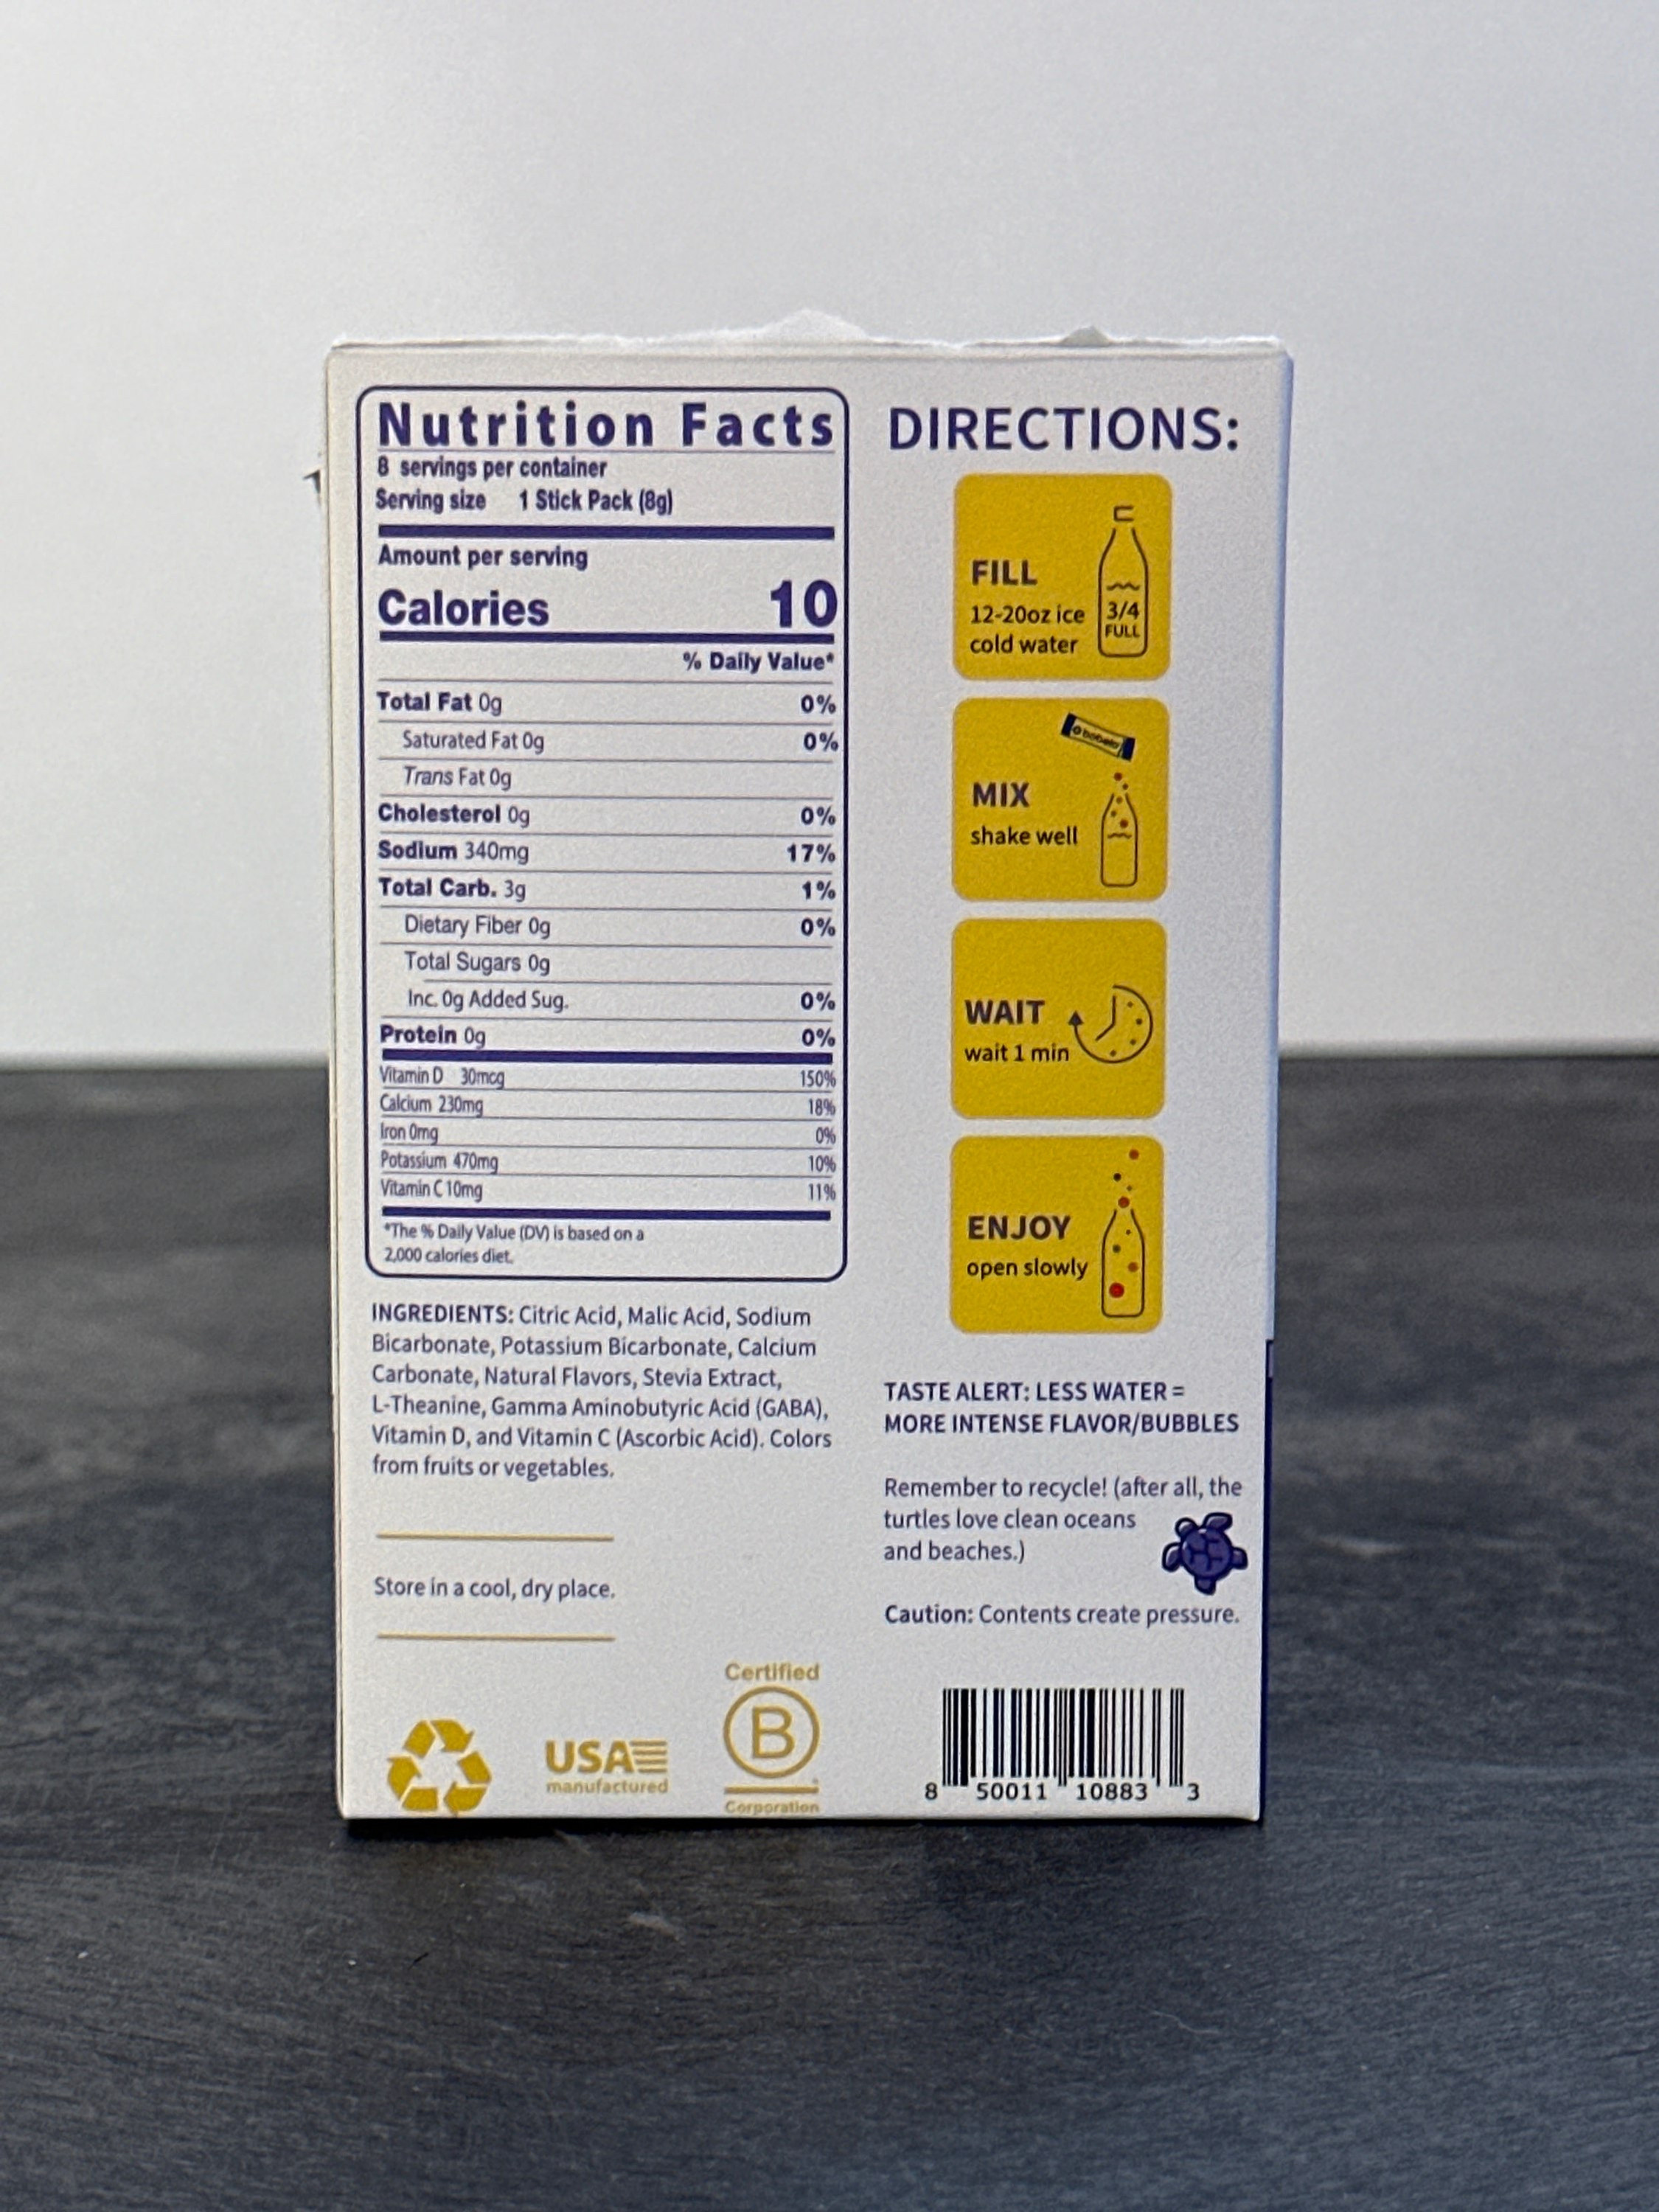 Nutrition Facts
8 servings per container
Serving size 1 Stick Pack (8g)
Amount per serving
Calories 10
% Daily Value*
Total Fat 0g 0%
Saturated Fat 0g 0%
Trans Fat 0g
Cholesterol 0g 0%
Sodium 340mg 17%
Total Carb. 3g 1%
Dietary Fiber 0g 0%
Total Sugars 0g
Inc. 0g Added Sug. 0%
Protein 0g 0%
Vitamin D 30mcg 150%
Calcium 230mg 18%
Iron 0mg 0%
Potassium 470mg 10%
Vitamin C 10mg 11%
*The % Daily Value (DV) is based on a
2,000 calories diet.
INGREDIENTS: Citric Acid, Malic Acid, Sodium
Bicarbonate, Potassium Bicarbonate, Calcium
Carbonate, Natural Flavors, Stevia Extract,
L-Theanine, Gamma Aminobutyric Acid (GABA),
Vitamin D, and Vitamin C (Ascorbic Acid). Colors
from fruits or vegetables.
Store in a cool, dry place.
USA
manufactured
Certified
B
Corporation
DIRECTIONS:
FILL
12-20oz ice
cold water
3/4
FULL
MIX
shake well
WAIT
wait 1 min
ENJOY
open slowly
TASTE ALERT: LESS WATER =
MORE INTENSE FLAVOR/BUBBLES
Remember to recycle! (after all, the
turtles love clean oceans
and beaches.)
Caution: Contents create pressure.
8 50011 10883 3